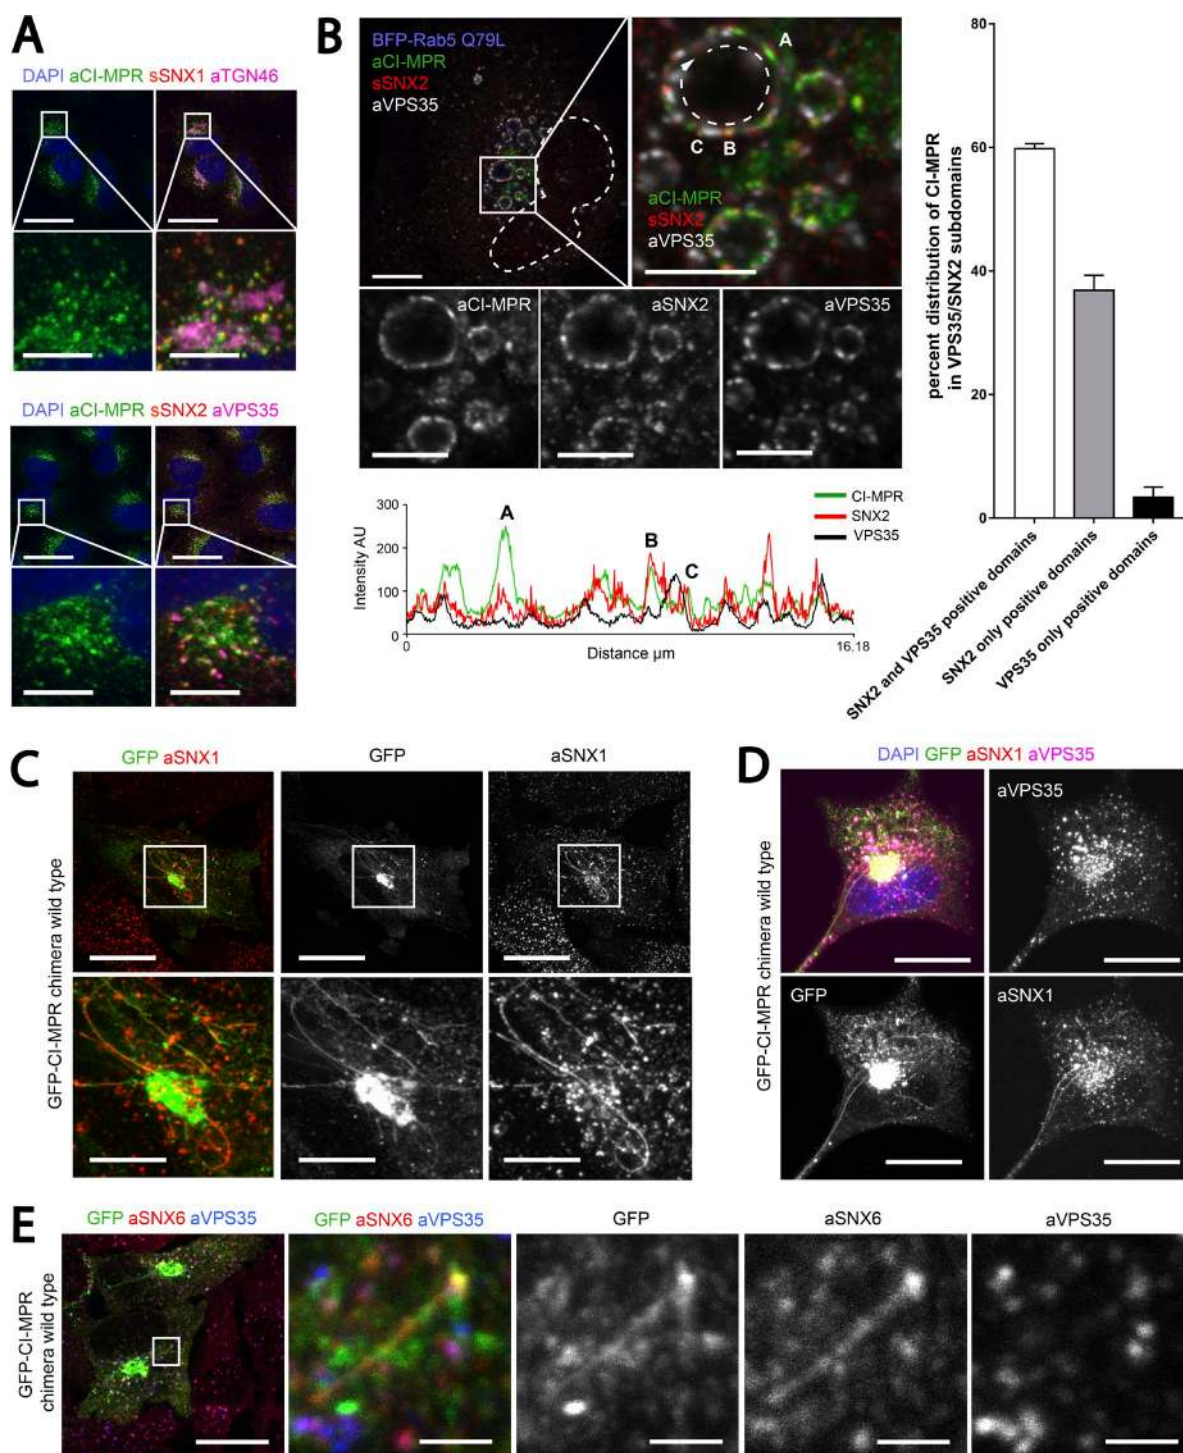 A
DAPI aCI-MPR sSNX1 aTGN46
DAPI aCI-MPR sSNX2 aVPS35
B
BFP-Rab5 Q79L
aCI-MPR
sSNX2
aVPS35
A
C B
aCI-MPR
sSNX2
aVPS35
aCI-MPR
aSNX2
aVPS35
300
200
100
0
Intensity AU
A
B
C
CI-MPR
SNX2
VPS35
0
Distance µm
16.18
percent distribution of CI-MPR
in VPS35/SNX2 subdomains
80
60
40
20
0
SNX2 and VPS35 positive domains
SNX2 only positive domains
VPS35 only positive domains
C
GFP aSNX1
GFP
aSNX1
GFP-CI-MPR chimera wild type
D
DAPI GFP aSNX1 aVPS35
aVPS35
GFP
aSNX1
GFP-CI-MPR chimera wild type
E
GFP aSNX6 aVPS35
GFP aSNX6 aVPS35
GFP
aSNX6
aVPS35
GFP-CI-MPR
chimera wild type